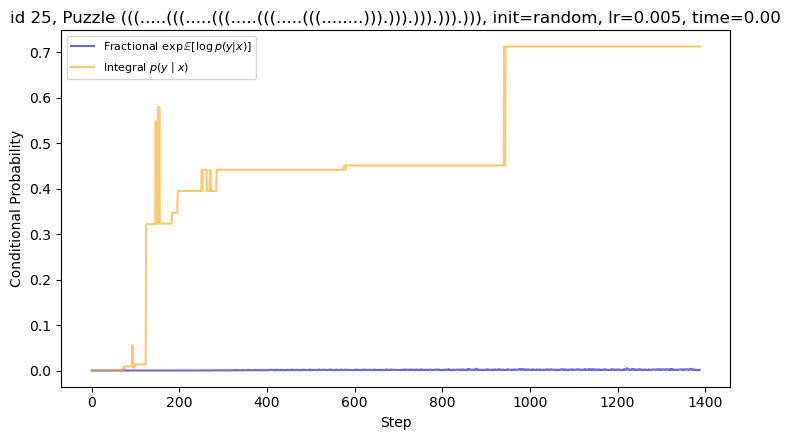 id 25, Puzzle (((.....(((.....(((.....(((.....(((........))).))).))).))).))), init=random, lr=0.005, time=0.00
Fractional exp𝔼[log p(y|x)]
Integral p(y | x)
Conditional Probability
0.7
0.6
0.5
0.4
0.3
0.2
0.1
0.0
0 200 400 600 800 1000 1200 1400
Step